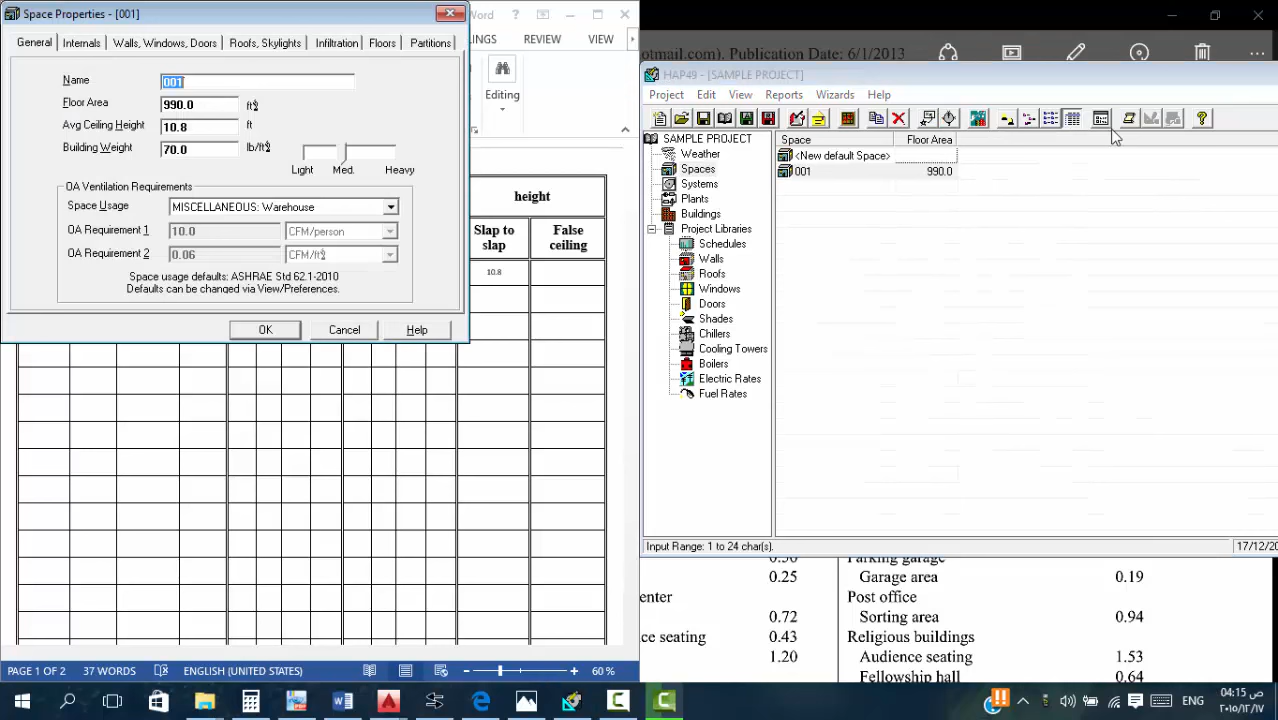 Space Properties - [001]
General Internals Walls, Windows, Doors Roofs, Skylights Infiltration Floors Partitions
Name 001
Floor Area 990.0 ft²
Avg Ceiling Height 10.8 ft
Building Weight 70.0 lb/ft²
Light Med. Heavy
OA Ventilation Requirements
Space Usage MISCELLANEOUS: Warehouse
OA Requirement 1 10.0 CFM/person
OA Requirement 2 0.06 CFM/ft²
Space usage defaults: ASHRAE Std 62.1-2010
Defaults can be changed via View/Preferences.
OK Cancel Help
Word
REVIEW VIEW
Editing
height
Slap to slap
False ceiling
10.8
PAGE 1 OF 2 37 WORDS ENGLISH (UNITED STATES) 60 %
otmail.com). Publication Date; 6/1/2013
HAP49 - [SAMPLE PROJECT]
Project Edit View Reports Wizards Help
SAMPLE PROJECT
Weather
Spaces
Systems
Plants
Buildings
Project Libraries
Schedules
Walls
Roofs
Windows
Doors
Shades
Chillers
Cooling Towers
Boilers
Electric Rates
Fuel Rates
Space Floor Area
<New default Space>
001 990.0
Input Range: 1 to 24 char(s).
17/12/20
Parking garage
0.25 Garage area 0.19
enter Post office
0.72 Sorting area 0.94
ce seating 0.43 Religious buildings
1.20 Audience seating 1.53
Fellowship hall 0.64
ENG
04:15 ص
٢٠١٥/١٢/١٧